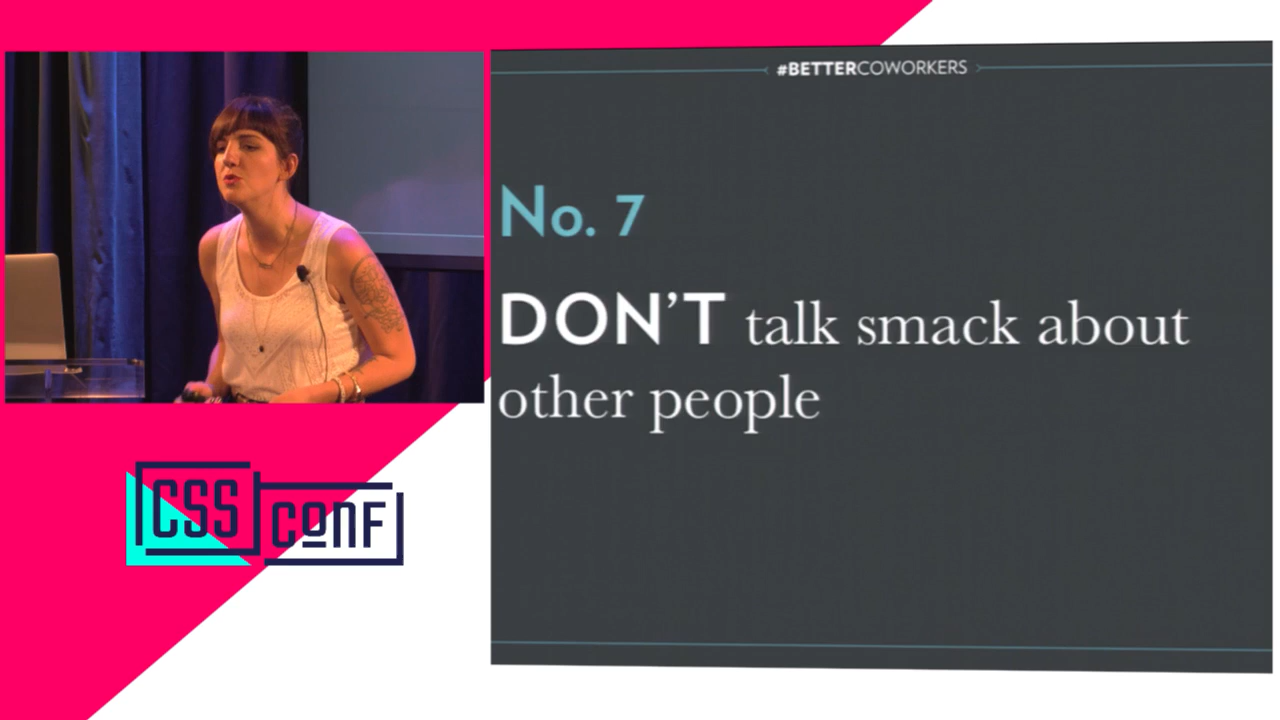 #BETTERCOWORKERS
No. 7
DON'T talk smack about
other people
CSS
CONF